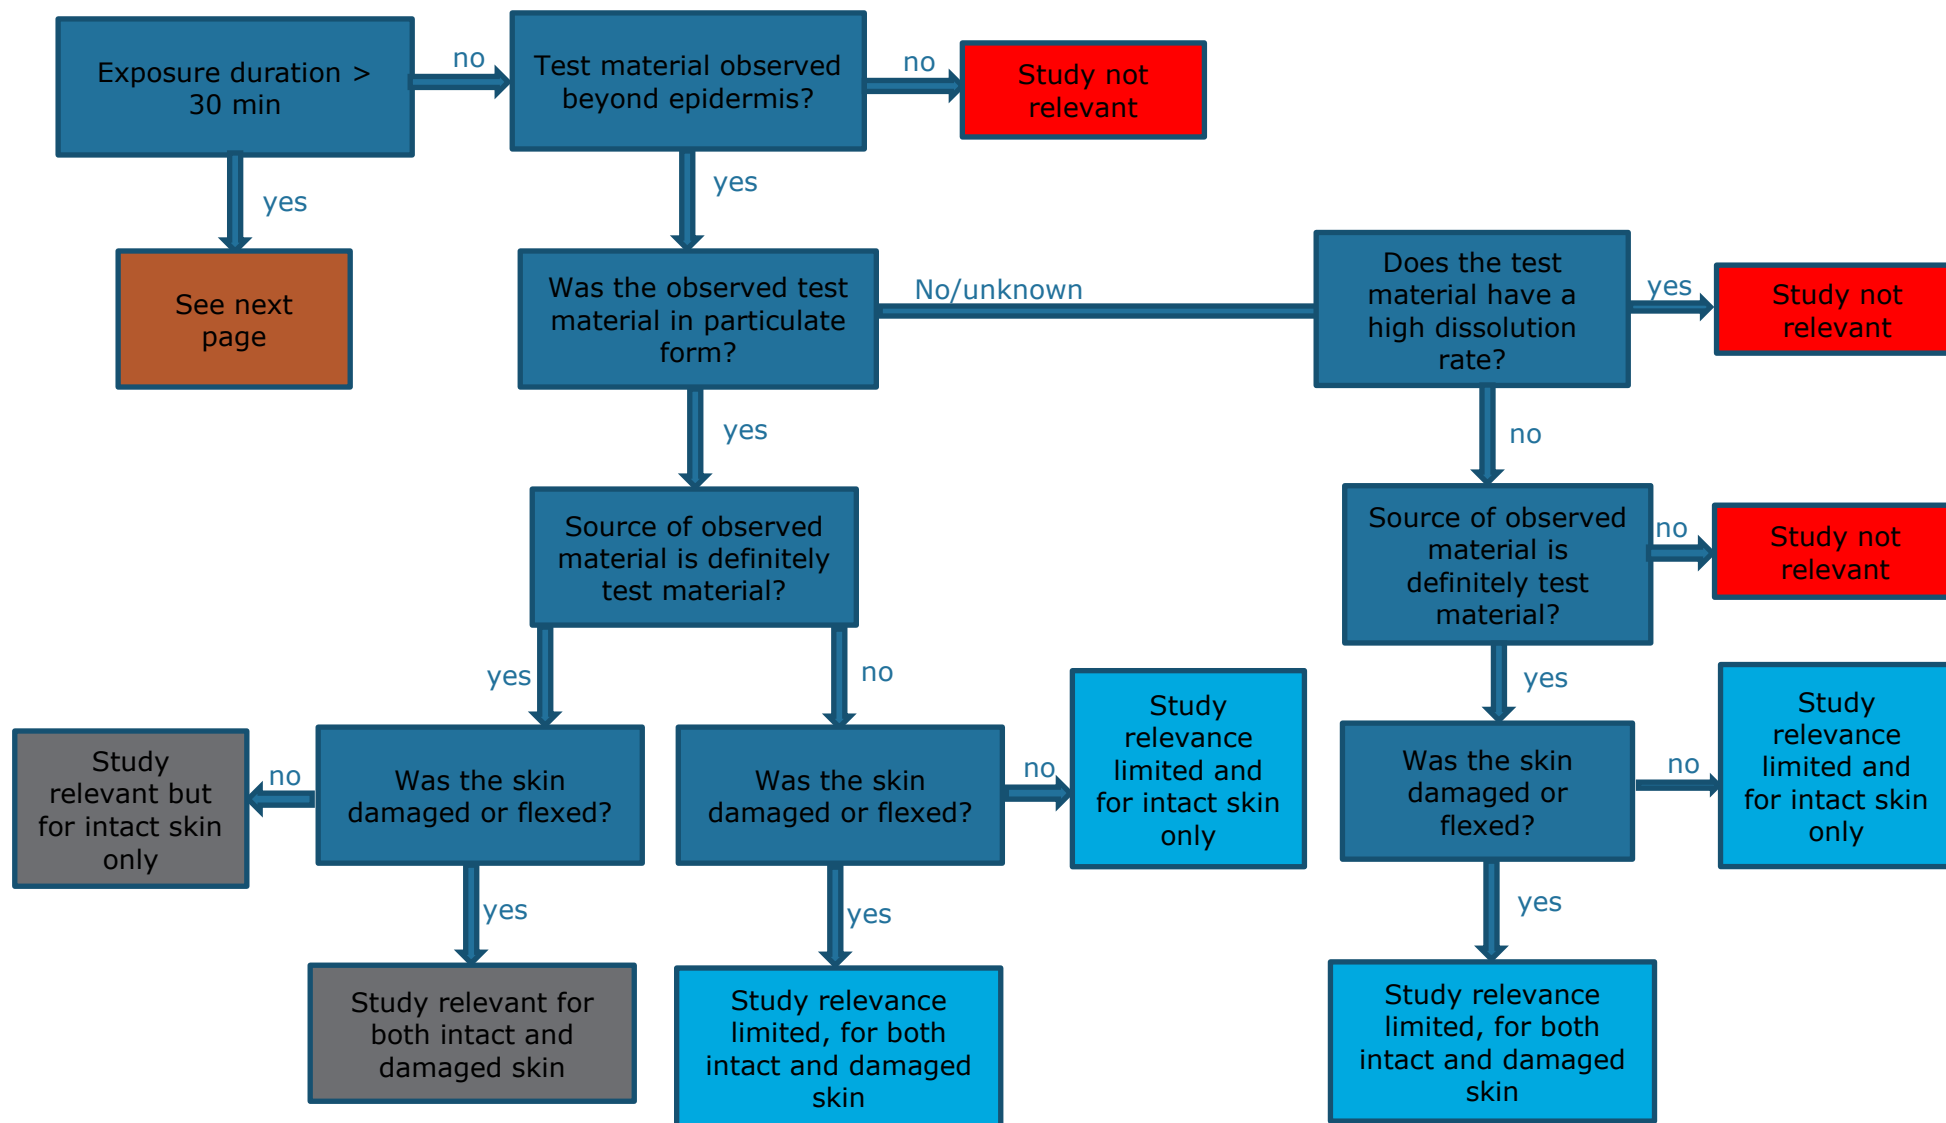 Exposure duration >
30 min
no
Test material observed
beyond epidermis?
no
Study not
relevant
yes
yes
See next
page
Was the observed test
material in particulate
form?
No/unknown
Does the test
material have a
high dissolution
rate?
yes
Study not
relevant
yes
no
Source of observed
material is definitely
test material?
Source of observed
material is
definitely test
material?
no
Study not
relevant
yes
no
yes
Study
relevant but
for intact skin
only
no
Was the skin
damaged or flexed?
Was the skin
damaged or flexed?
no
Study
relevance
limited and
for intact skin
only
Was the skin
damaged or
flexed?
no
Study
relevance
limited and
for intact skin
only
yes
yes
yes
Study relevant for
both intact and
damaged skin
Study relevance
limited, for both
intact and damaged
skin
Study relevance
limited, for both
intact and damaged
skin